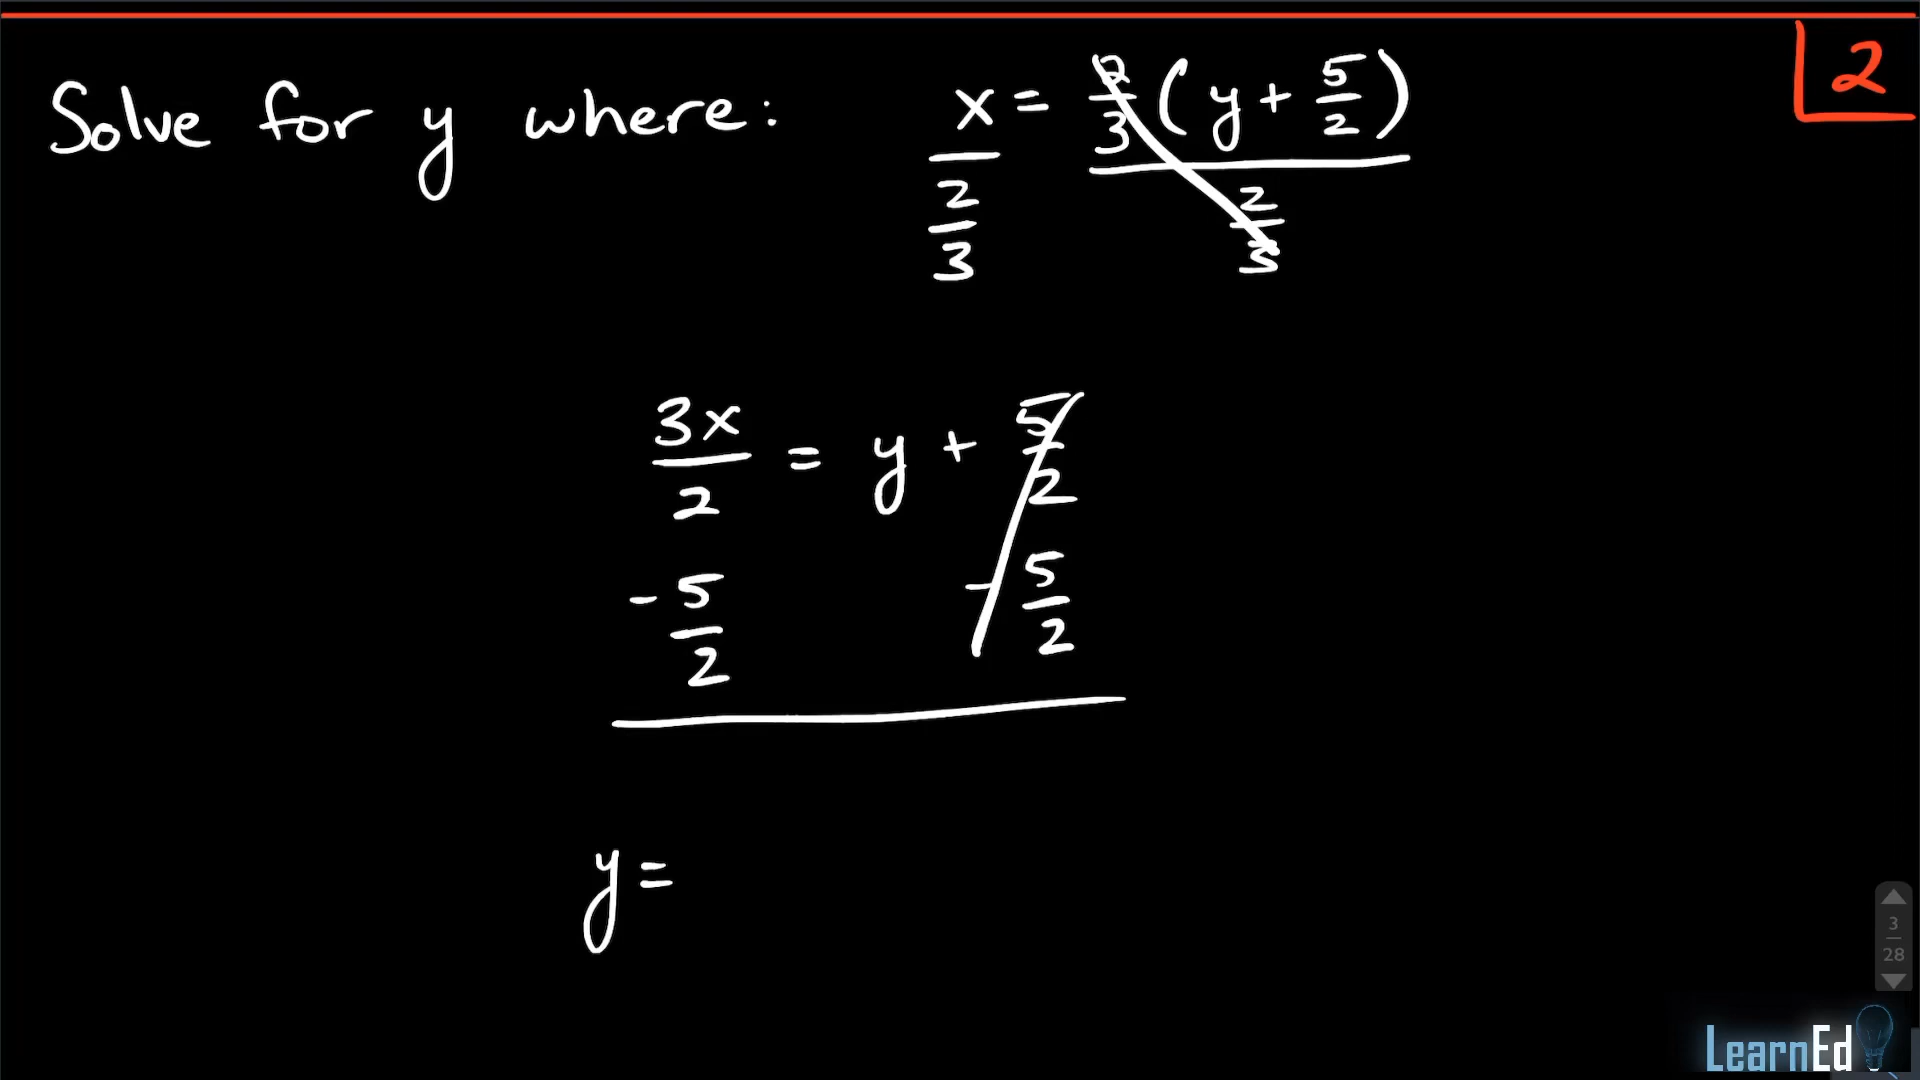 Solve for y where: x = 2/3 (y + 5/2)
2/3 2/3
2
3x/2 = y + 5/2
- 5/2 - 5/2
y =
3
28
LearnEd